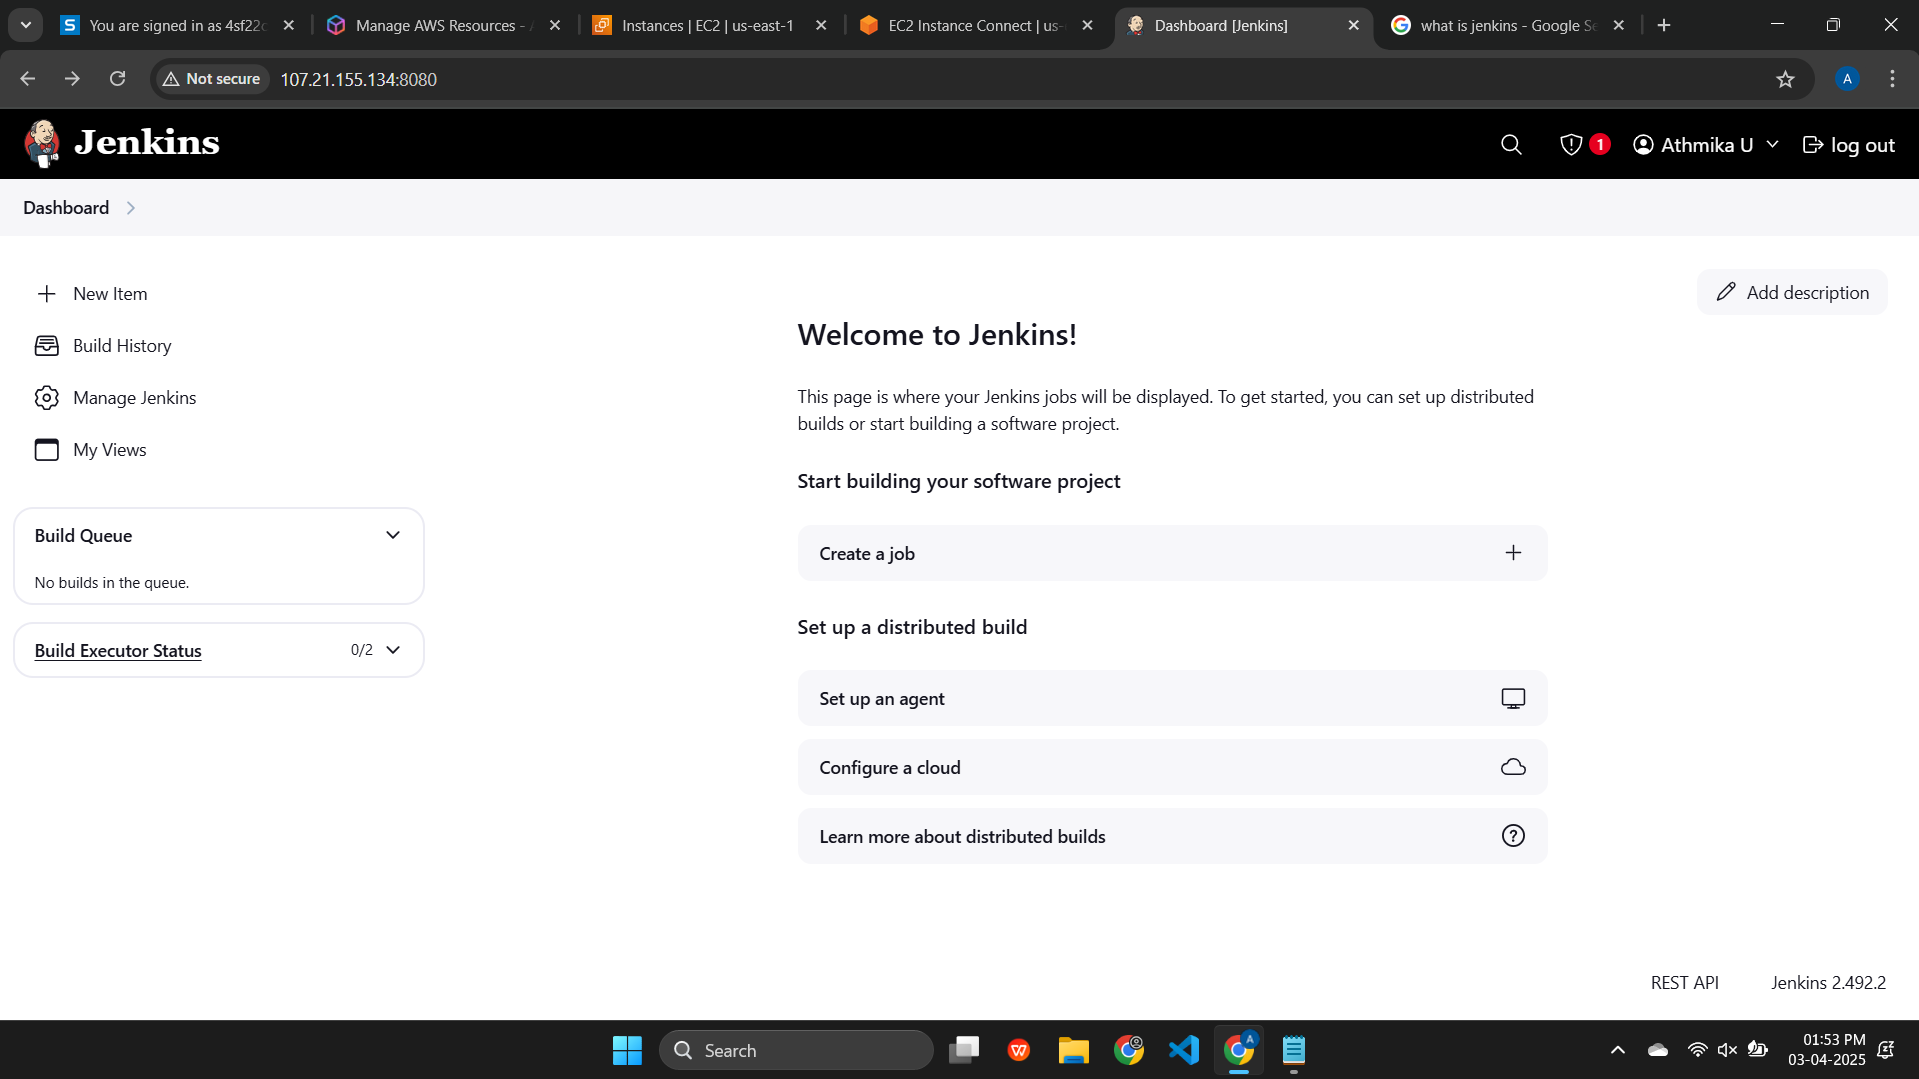 You are signed in as 4sf22c
Manage AWS Resources - A
Instances | EC2 | us-east-1
EC2 Instance Connect | us-
Dashboard [Jenkins]
what is jenkins - Google Se
Not secure
107.21.155.134:8080
A
Jenkins
1
Athmika U
log out
Dashboard
New Item
Build History
Manage Jenkins
My Views
Build Queue
No builds in the queue.
Build Executor Status
0/2
Add description
Welcome to Jenkins!
This page is where your Jenkins jobs will be displayed. To get started, you can set up distributed
builds or start building a software project.
Start building your software project
Create a job
Set up a distributed build
Set up an agent
Configure a cloud
Learn more about distributed builds
REST API
Jenkins 2.492.2
Search
A
01:53 PM
03-04-2025